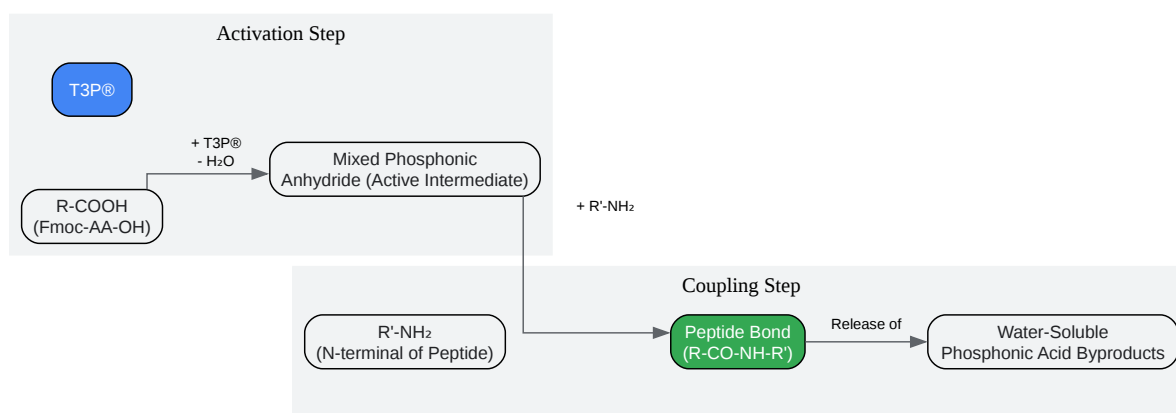 Activation Step
T3P®
+ T3P®
- H₂O
Mixed Phosphonic
Anhydride (Active Intermediate)
R-COOH
(Fmoc-AA-OH)
+ R'-NH₂
Coupling Step
R'-NH₂
(N-terminal of Peptide)
Peptide Bond
(R-CO-NH-R')
Release of
Water-Soluble
Phosphonic Acid Byproducts